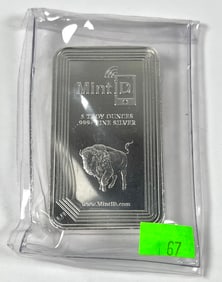 MintID
5 TROY OUNCES
.999+ FINE SILVER
www.MintID.com
67